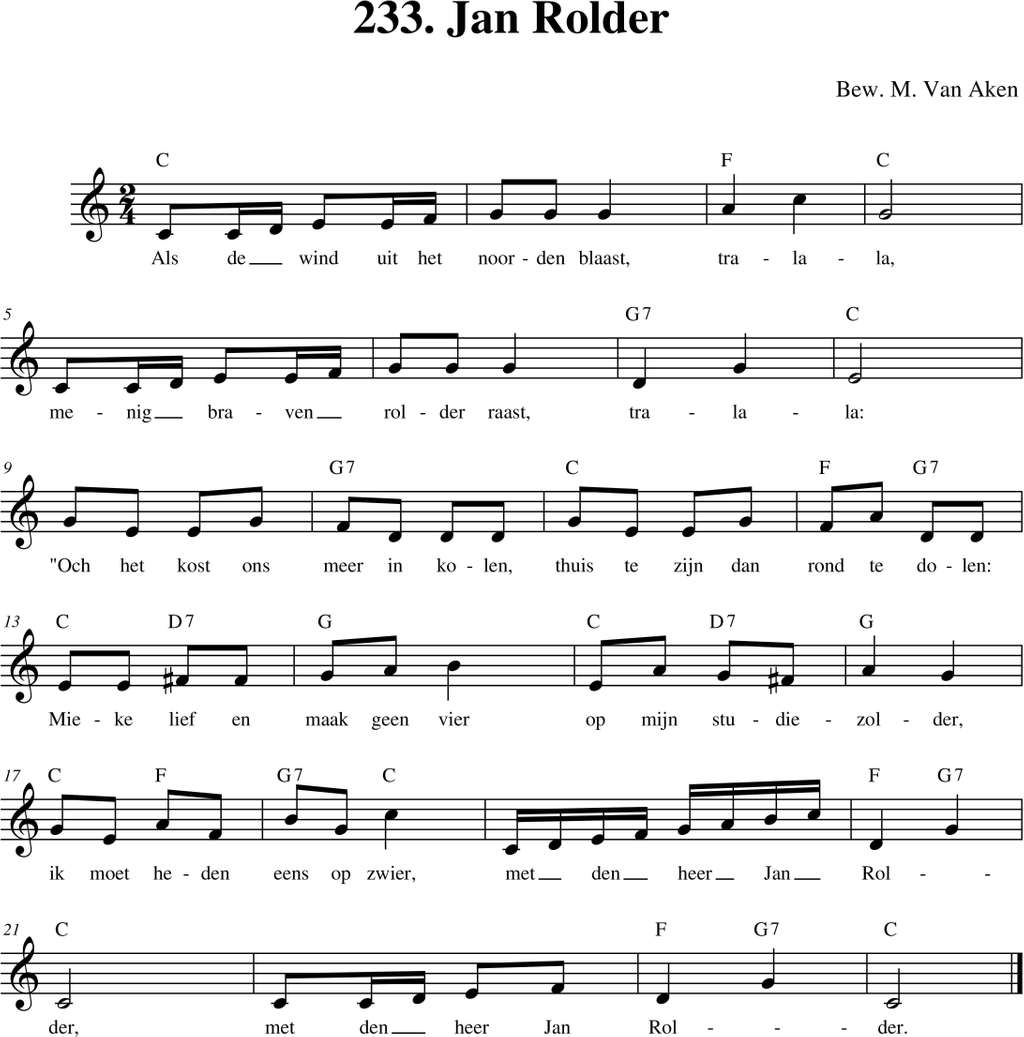 233. Jan Rolder
Bew. M. Van Aken
C F C
2
4
Als de wind uit het noor - den blaast, tra - la - la,
5
G7 C
me - nig bra - ven rol - der raast, tra - la - la:
9
G7 C F G7
"Och het kost ons meer in ko - len, thuis te zijn dan rond te do - len:
13
C D7 G C D7 G
Mie - ke lief en maak geen vier op mijn stu - die - zol - der,
17
C F G7 C F G7
ik moet he - den eens op zwier, met den heer Jan Rol - -
21
C F G7 C
der, met den heer Jan Rol - - - der.